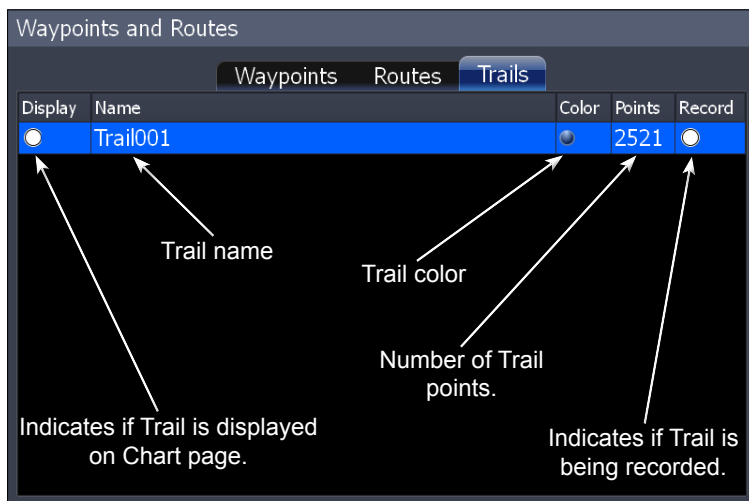 Waypoints and Routes
Waypoints Routes Trails
Display Name Color Points Record
Trail001 2521
Trail name
Trail color
Number of Trail
points.
Indicates if Trail is displayed
on Chart page.
Indicates if Trail is
being recorded.